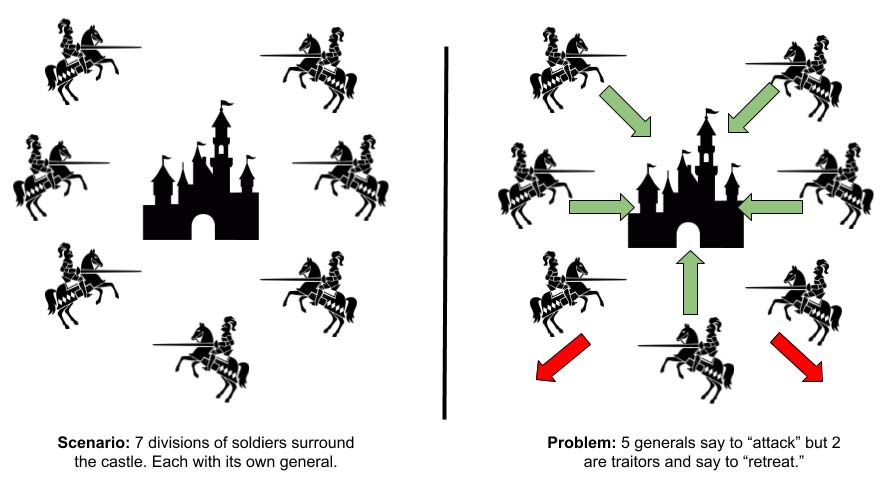 Scenario: 7 divisions of soldiers surround
the castle. Each with its own general.
Problem: 5 generals say to “attack” but 2
are traitors and say to “retreat.”